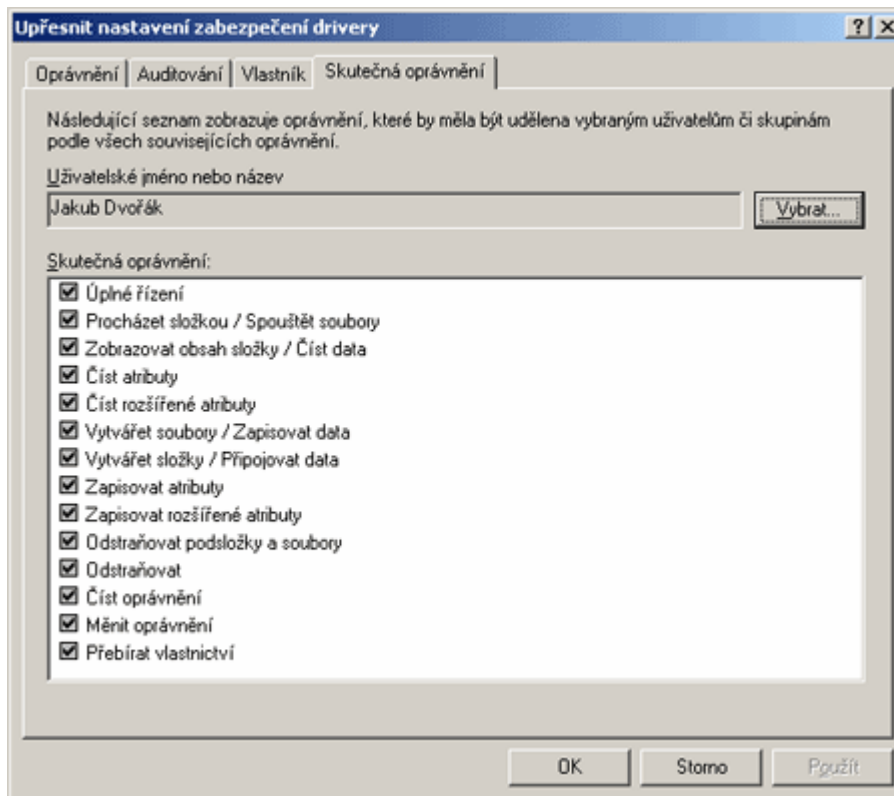 Upřesnit nastavení zabezpečení drivery
Oprávnění Auditování Vlastník Skutečná oprávnění
Následující seznam zobrazuje oprávnění, které by měla být udělena vybraným uživatelům či skupinám
podle všech souvisejících oprávnění.
Uživatelské jméno nebo název
Jakub Dvořák
Vybrat...
Skutečná oprávnění:
Úplné řízení
Procházet složkou / Spouštět soubory
Zobrazovat obsah složky / Číst data
Číst atributy
Číst rozšířené atributy
Vytvářet soubory / Zapisovat data
Vytvářet složky / Připojovat data
Zapisovat atributy
Zapisovat rozšířené atributy
Odstraňovat podsložky a soubory
Odstraňovat
Číst oprávnění
Měnit oprávnění
Přebírat vlastnictví
OK Storno Použít